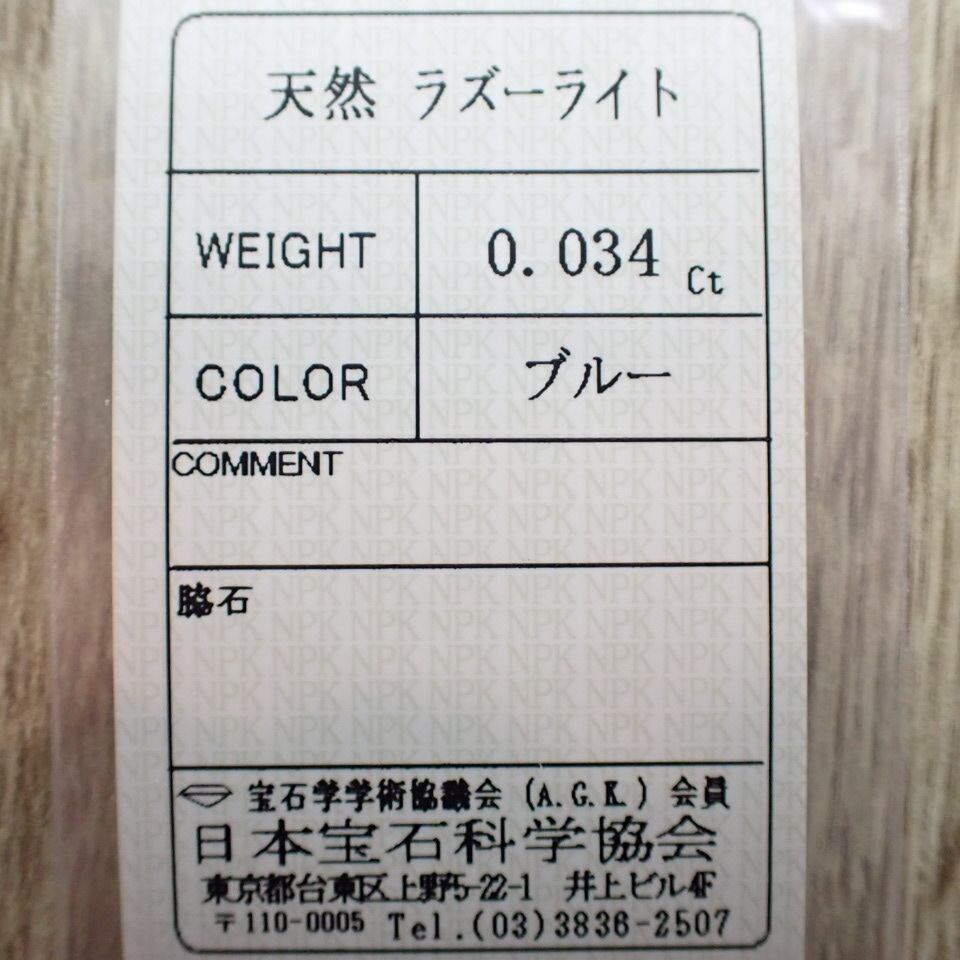 天然 ラズーライト
WEIGHT 0.034 Ct
COLOR ブルー
COMMENT
脇石
宝石学学術協議会 (A.G.K.) 会員
日本宝石科学協会
東京都台東区上野5-22-1 井上ビル4F
〒110-0005 Tel.(03)3836-2507